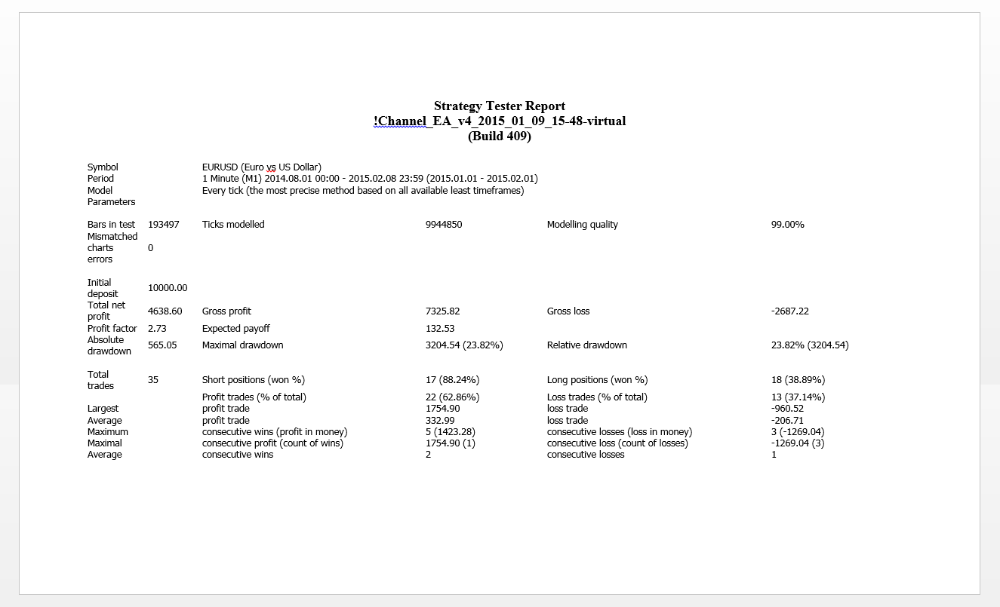 Strategy Tester Report
!Channel_EA_v4_2015_01_09_15-48-virtual
(Build 409)
Symbol EURUSD (Euro vs US Dollar)
Period 1 Minute (M1) 2014.08.01 00:00 - 2015.02.08 23:59 (2015.01.01 - 2015.02.01)
Model Every tick (the most precise method based on all available least timeframes)
Parameters
Bars in test 193497 Ticks modelled 9944850 Modelling quality 99.00%
Mismatched
charts 0
errors
Initial
deposit 10000.00
Total net
profit 4638.60 Gross profit 7325.82 Gross loss -2687.22
Profit factor 2.73 Expected payoff 132.53
Absolute
drawdown 565.05 Maximal drawdown 3204.54 (23.82%) Relative drawdown 23.82% (3204.54)
Total
trades 35 Short positions (won %) 17 (88.24%) Long positions (won %) 18 (38.89%)
Profit trades (% of total) 22 (62.86%) Loss trades (% of total) 13 (37.14%)
Largest profit trade 1754.90 loss trade -960.52
Average profit trade 332.99 loss trade -206.71
Maximum consecutive wins (profit in money) 5 (1423.28) consecutive losses (loss in money) 3 (-1269.04)
Maximal consecutive profit (count of wins) 1754.90 (1) consecutive loss (count of losses) -1269.04 (3)
Average consecutive wins 2 consecutive losses 1